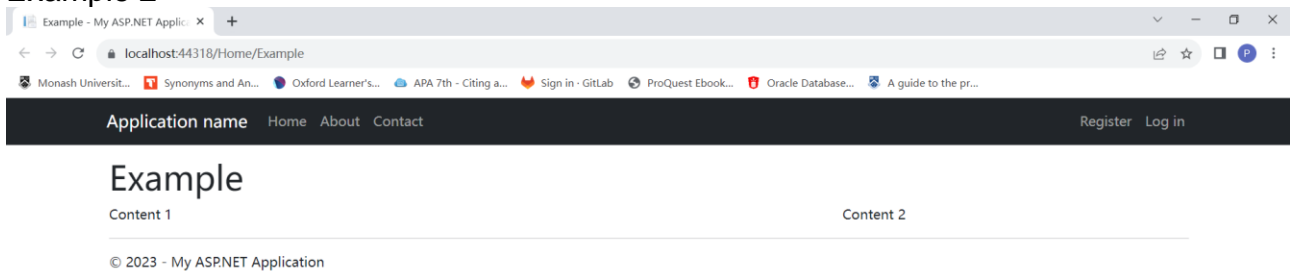 Example 2
Example - My ASP.NET Applic
localhost:44318/Home/Example
Monash Universit... Synonyms and An... Oxford Learner's... APA 7th - Citing a... Sign in · GitLab ProQuest Ebook... Oracle Database... A guide to the pr...
Application name Home About Contact Register Log in
Example
Content 1 Content 2
© 2023 - My ASP.NET Application